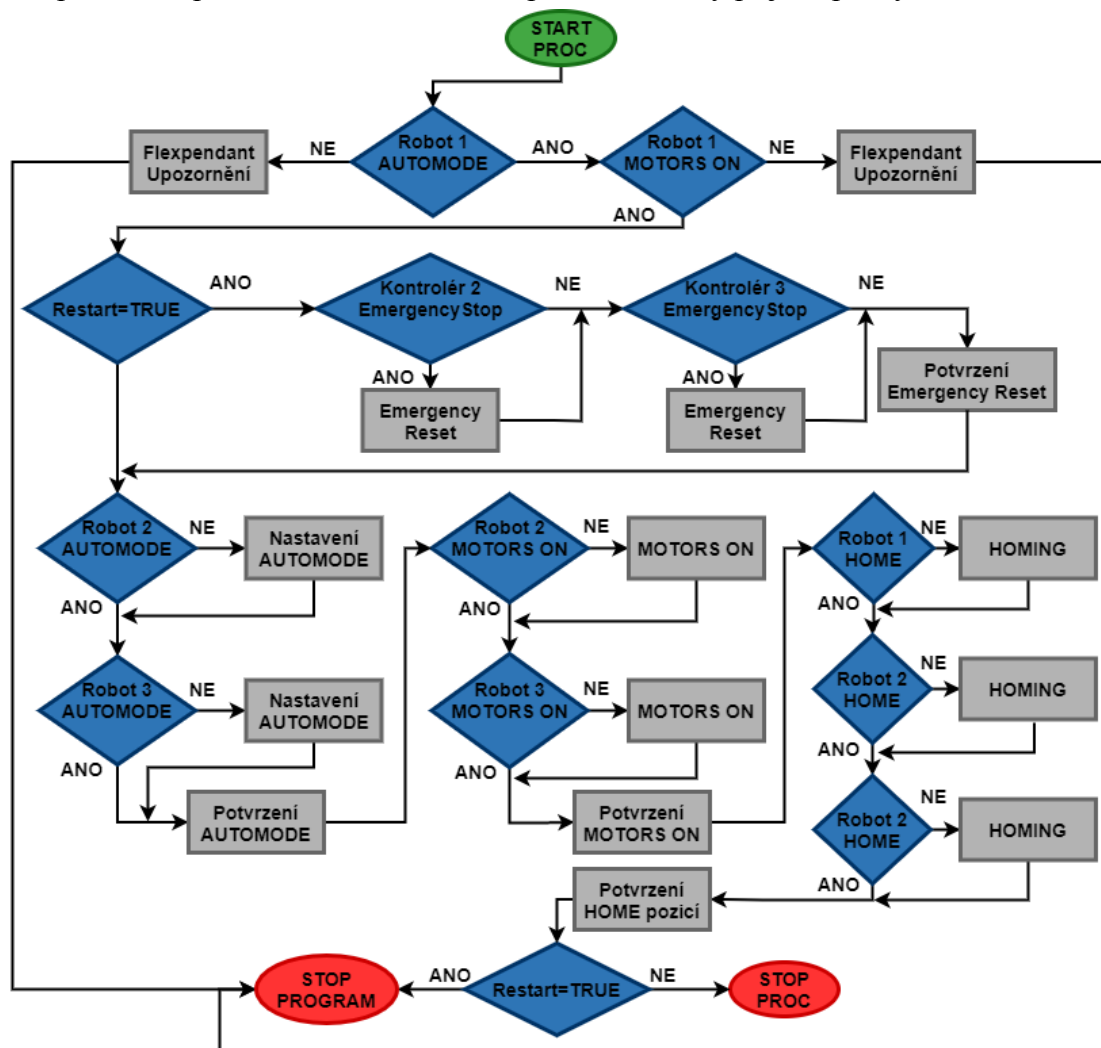 START
PROC
Robot 1
AUTOMODE
Robot 1
MOTORS ON
NE
ANO
NE
Flexpendant
Upozornění
Flexpendant
Upozornění
ANO
Restart=TRUE
ANO
Kontrolér 2
EmergencyStop
NE
Kontrolér 3
EmergencyStop
NE
ANO
Emergency
Reset
ANO
Emergency
Reset
Potvrzení
Emergency Reset
Robot 2
AUTOMODE
NE
Nastavení
AUTOMODE
ANO
Robot 3
AUTOMODE
NE
Nastavení
AUTOMODE
ANO
Potvrzení
AUTOMODE
Robot 2
MOTORS ON
NE
MOTORS ON
ANO
Robot 3
MOTORS ON
NE
MOTORS ON
ANO
Potvrzení
MOTORS ON
Robot 1
HOME
NE
HOMING
ANO
Robot 2
HOME
NE
HOMING
ANO
Robot 2
HOME
NE
HOMING
ANO
Potvrzení
HOME pozicí
Restart=TRUE
ANO
STOP
PROGRAM
NE
STOP
PROC